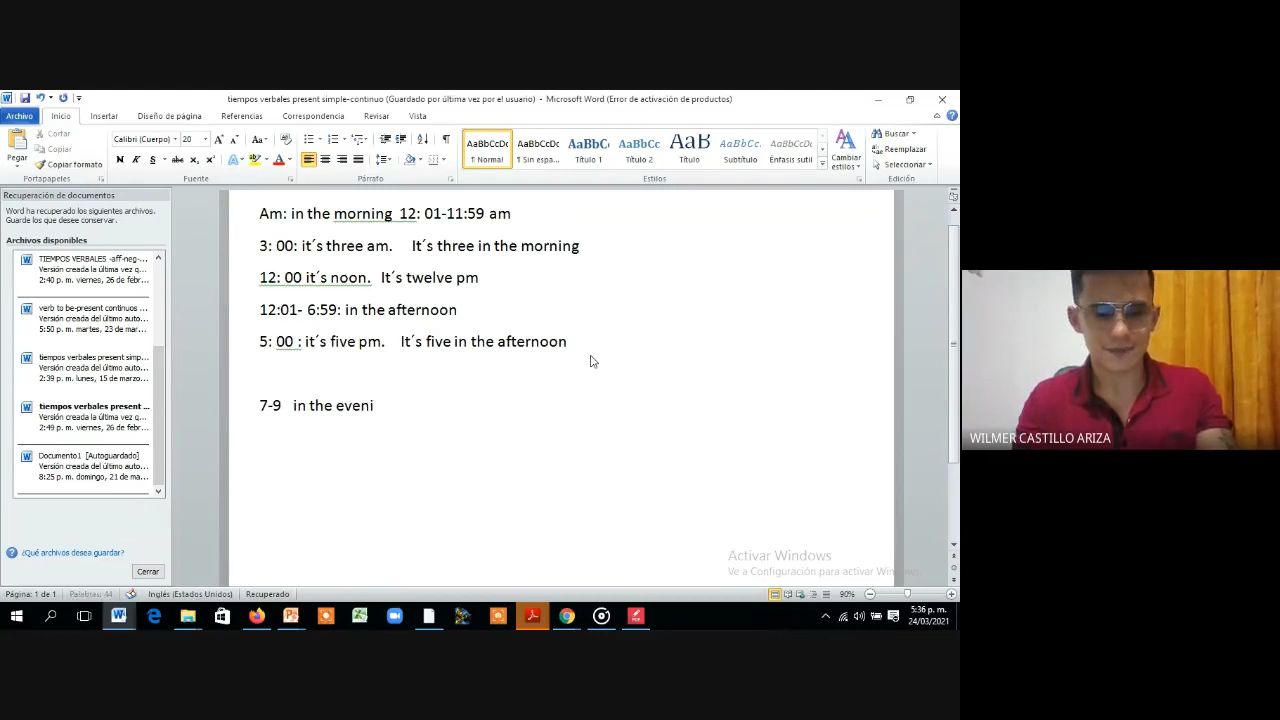 tiempos verbales present simple-continuo (Guardado por última vez por el usuario) - Microsoft Word (Error de activación de productos)
Archivo Inicio Insertar Diseño de página Referencias Correspondencia Revisar Vista
Pegar
Cortar
Copiar
Copiar formato
Portapapeles
Calibri (Cuerpo) 20
Fuente
Párrafo
AaBbCcDc AaBbCcDc AaBbC AaBbCc AaB AaBbCc. AaBbCcDc
¶ Normal ¶ Sin espa... Título 1 Título 2 Título Subtítulo Énfasis sutil
Estilos
Cambiar estilos
Buscar
Reemplazar
Seleccionar
Edición
Recuperación de documentos
Word ha recuperado los siguientes archivos.
Guarde los que desee conservar.
Archivos disponibles
TIEMPOS VERBALES -aff-neg-...
Versión creada la última vez q...
2:40 p. m. viernes, 26 de febr...
verb to be-present continuos ...
Versión creada del último auto...
5:50 p. m. martes, 23 de mar...
tiempos verbales present simp...
Versión creada del último auto...
2:39 p. m. lunes, 15 de marzo...
tiempos verbales present ...
Versión creada la última vez q...
2:49 p. m. viernes, 26 de feb...
Documento1 [Autoguardado]
Versión creada del último auto...
8:25 p. m. domingo, 21 de ma...
¿Qué archivos desea guardar?
Cerrar
Am: in the morning 12: 01-11:59 am
3: 00: it´s three am. It´s three in the morning
12: 00 it´s noon. It´s twelve pm
12:01- 6:59: in the afternoon
5: 00 : it´s five pm. It´s five in the afternoon
7-9 in the eveni
Activar Windows
Ve a Configuración para activar Windows.
WILMER CASTILLO ARIZA
Página: 1 de 1 Palabras: 44 Inglés (Estados Unidos) Recuperado 90%
5:36 p. m.
24/03/2021